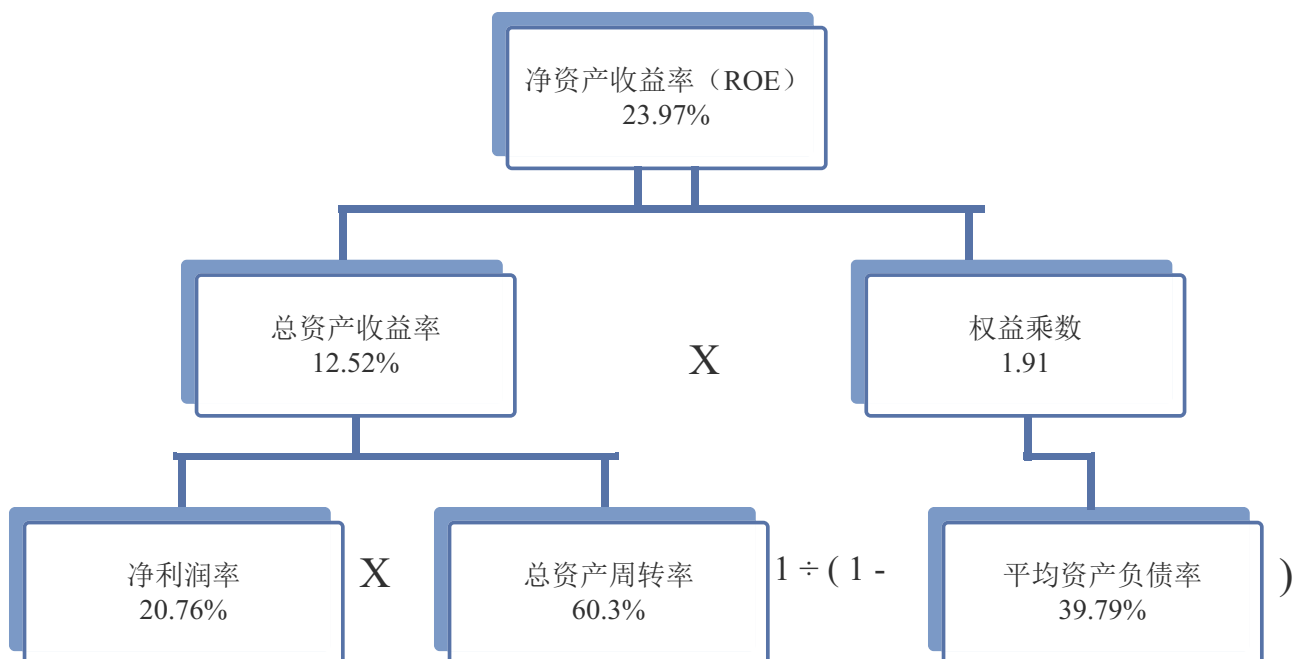 净资产收益率（ROE）
23.97%
总资产收益率
12.52%
X
权益乘数
1.91
净利润率
20.76%
X
总资产周转率
60.3%
1 ÷ ( 1 -
平均资产负债率
39.79%
)